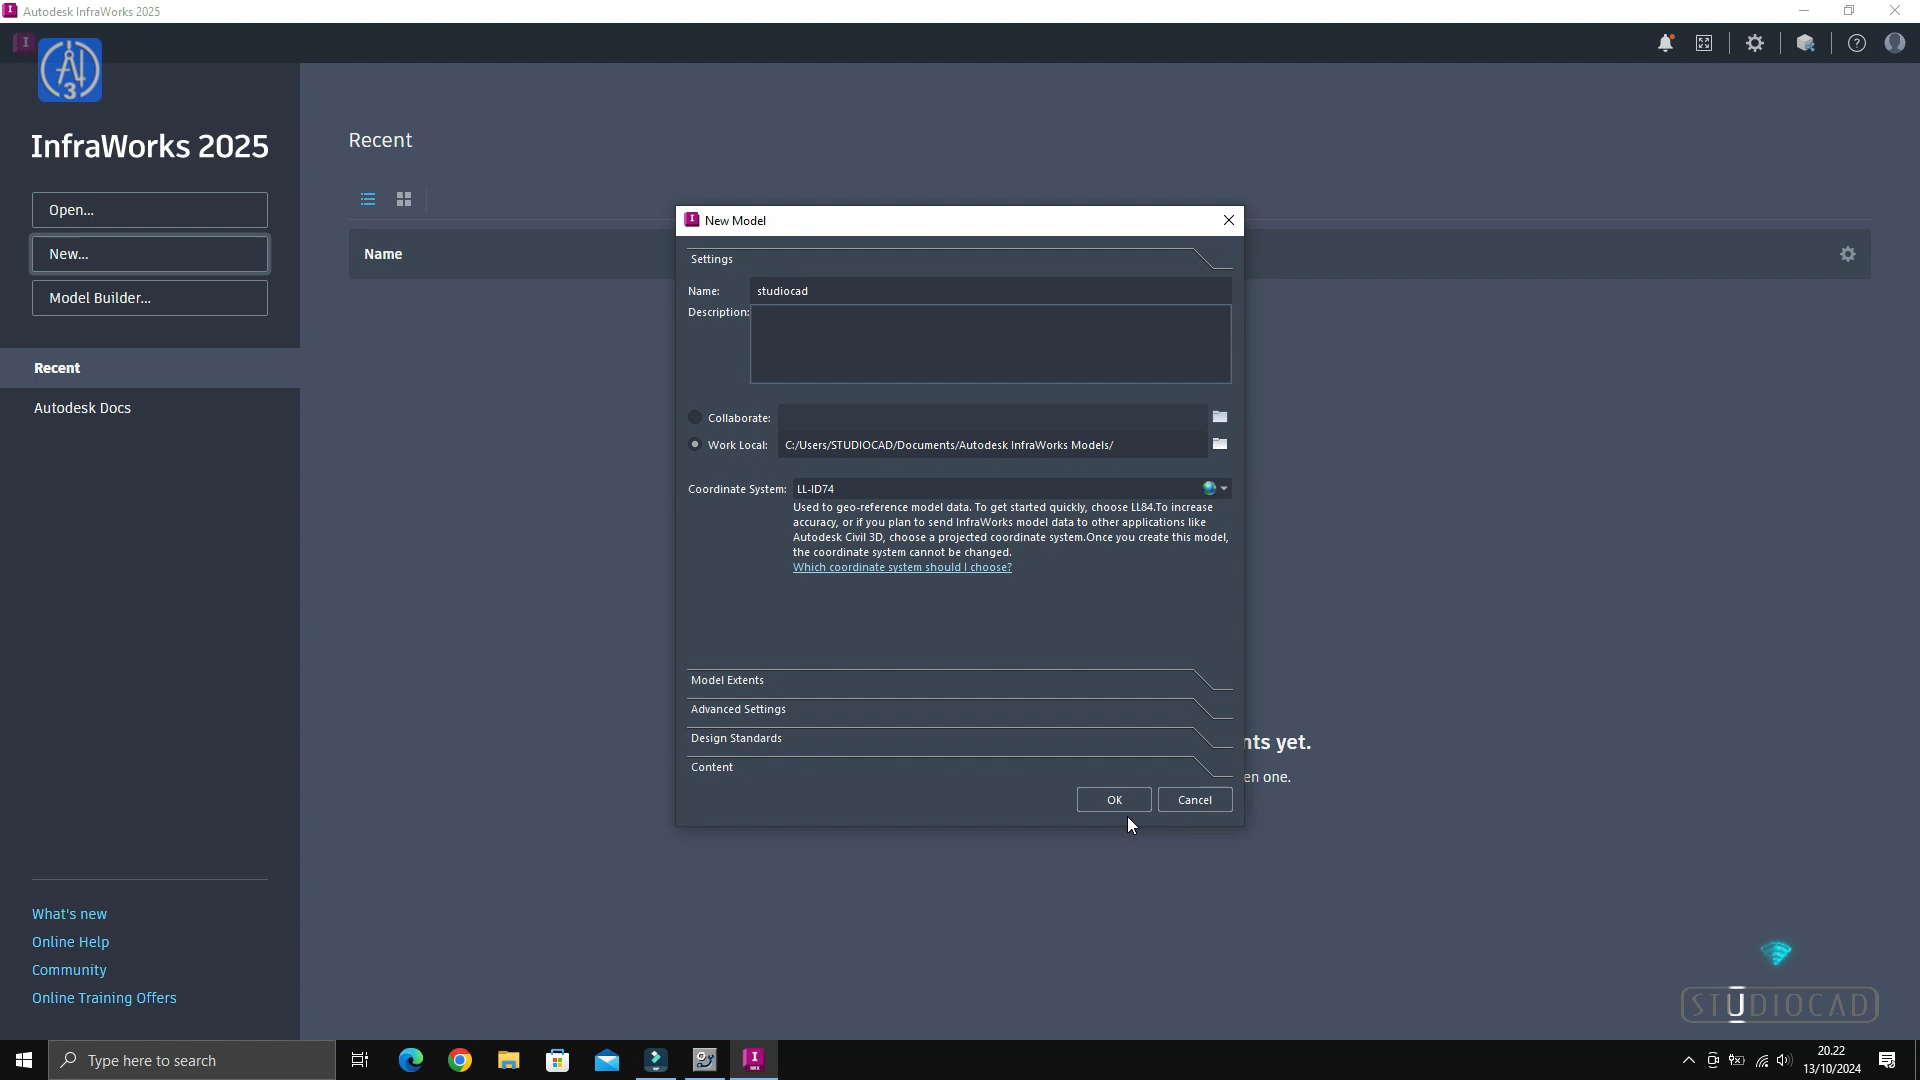 Autodesk InfraWorks 2025
InfraWorks 2025
Open...
New...
Model Builder...
Recent
Autodesk Docs
What's new
Online Help
Community
Online Training Offers
Recent
Name
nts yet.
en one.
New Model
Settings
Name: studiocad
Description:
Collaborate:
Work Local: C:/Users/STUDIOCAD/Documents/Autodesk InfraWorks Models/
Coordinate System: LL-ID74
Used to geo-reference model data. To get started quickly, choose LL84.To increase
accuracy, or if you plan to send InfraWorks model data to other applications like
Autodesk Civil 3D, choose a projected coordinate system.Once you create this model,
the coordinate system cannot be changed.
Which coordinate system should I choose?
Model Extents
Advanced Settings
Design Standards
Content
OK Cancel
STUDIOCAD
Type here to search
20.22
13/10/2024